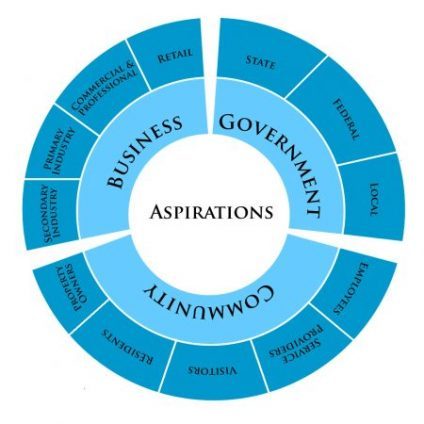 Aspirations
Business
Secondary
Industry
Primary
Industry
Commercial &
Professional
Retail
Government
State
Federal
Local
Community
Employees
Service
Providers
Visitors
Residents
Property
Owners